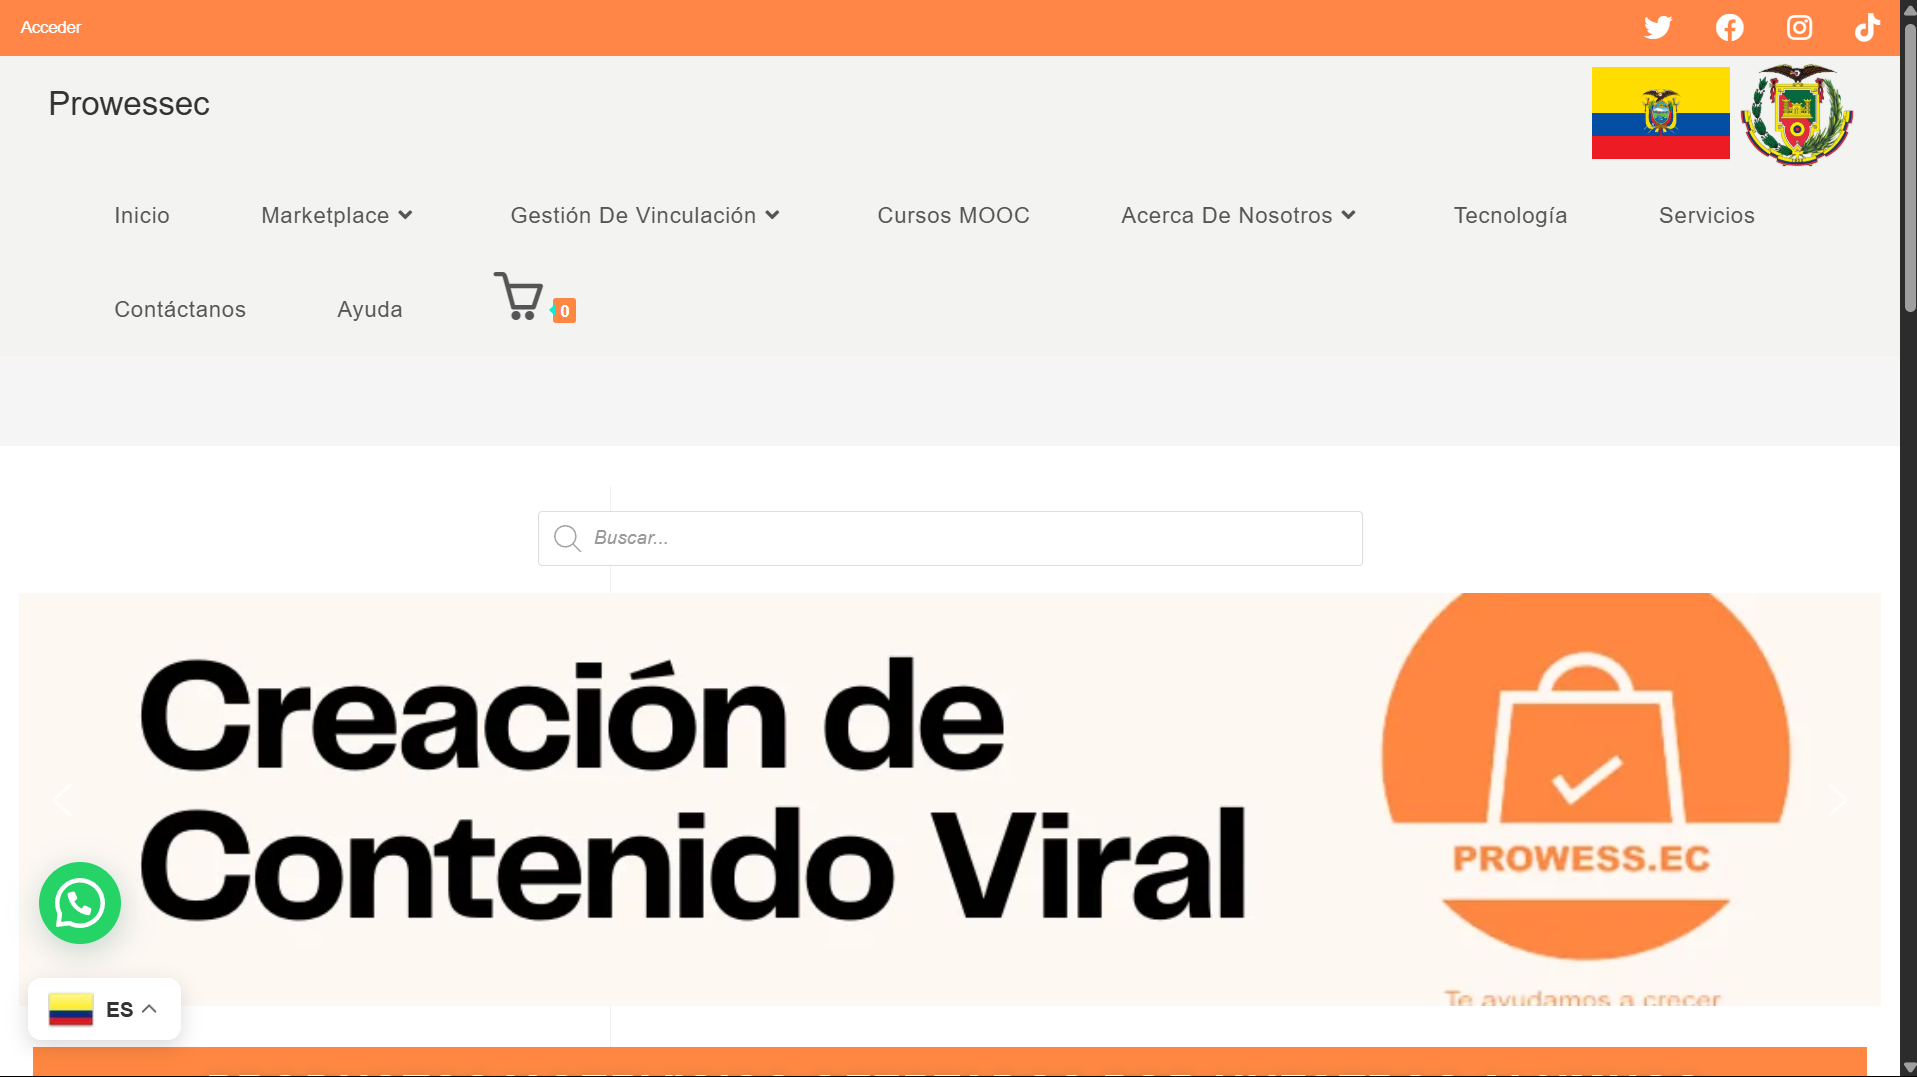 Acceder
Prowessec
Inicio Marketplace Gestión De Vinculación Cursos MOOC Acerca De Nosotros Tecnología Servicios
Contáctanos Ayuda 0
Buscar...
Creación de
Contenido Viral
PROWESS.EC
Te ayudamos a crecer
ES